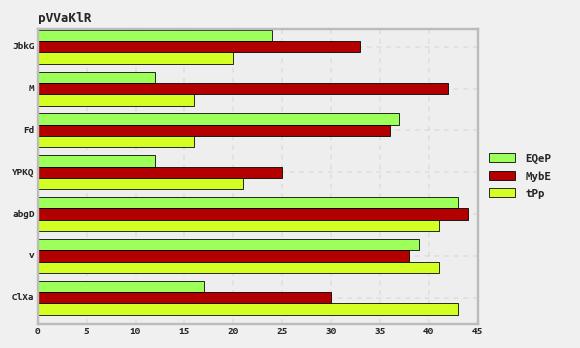 pVVaKlR
JbkG
M
Fd
YPKQ
abgD
v
ClXa
0 5 10 15 20 25 30 35 40 45
EQeP
MybE
tPp